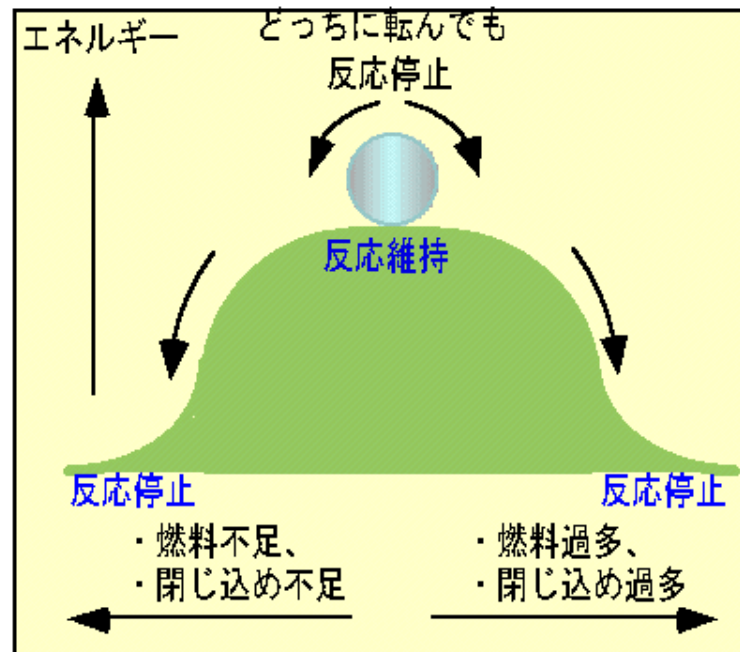 エネルギー
どっちに転んでも
反応停止
反応維持
反応停止
・燃料不足、
・閉じ込め不足
反応停止
・燃料過多、
・閉じ込め過多